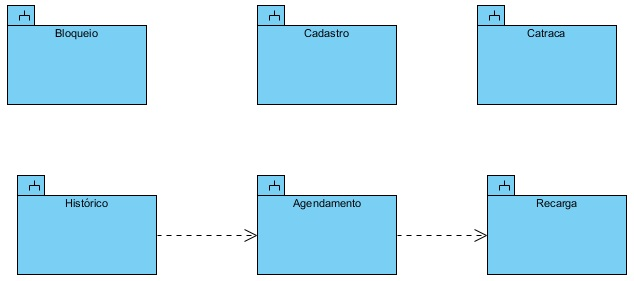 Bloqueio
Cadastro
Catraca
Histórico
Agendamento
Recarga